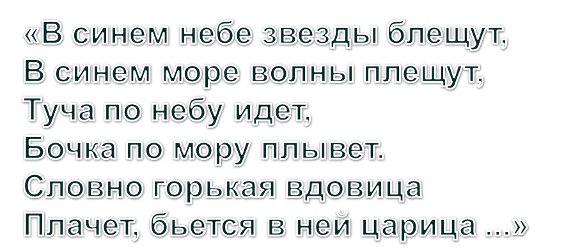 «В синем небе звезды блещут,
В синем море волны плещут,
Туча по небу идет,
Бочка по мору плывет.
Словно горькая вдовица
Плачет, бьется в ней царица ...»